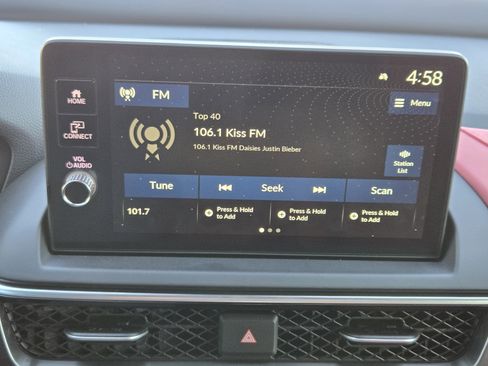 4:58
HOME
FM
Menu
Top 40
CONNECT
106.1 Kiss FM
106.1 Kiss FM Daisies Justin Bieber
VOL
AUDIO
Station
List
Tune
Seek
Scan
101.7
Press & Hold
to Add
Press & Hold
to Add
Press & Hold
to Add